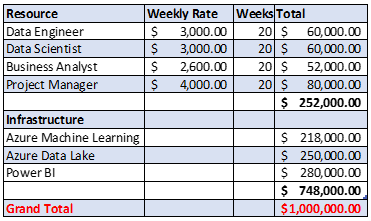 Resource Weekly Rate Weeks Total
Data Engineer $ 3,000.00 20 $ 60,000.00
Data Scientist $ 3,000.00 20 $ 60,000.00
Business Analyst $ 2,600.00 20 $ 52,000.00
Project Manager $ 4,000.00 20 $ 80,000.00
$ 252,000.00
Infrastructure
Azure Machine Learning $ 218,000.00
Azure Data Lake $ 250,000.00
Power BI $ 280,000.00
$ 748,000.00
Grand Total $1,000,000.00